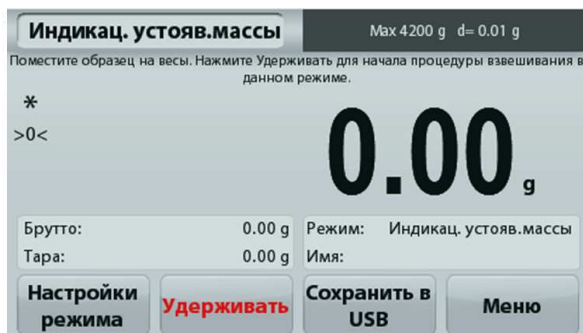 Индикац. устояв.массы
Max 4200 g d= 0.01 g
Поместите образец на весы. Нажмите Удерживать для начала процедуры взвешивания в
данном режиме.
*
>0<
0.00 g
Брутто: 0.00 g
Тара: 0.00 g
Режим: Индикац. устояв.массы
Имя:
Настройки
режима
Удерживать
Сохранить в
USB
Меню